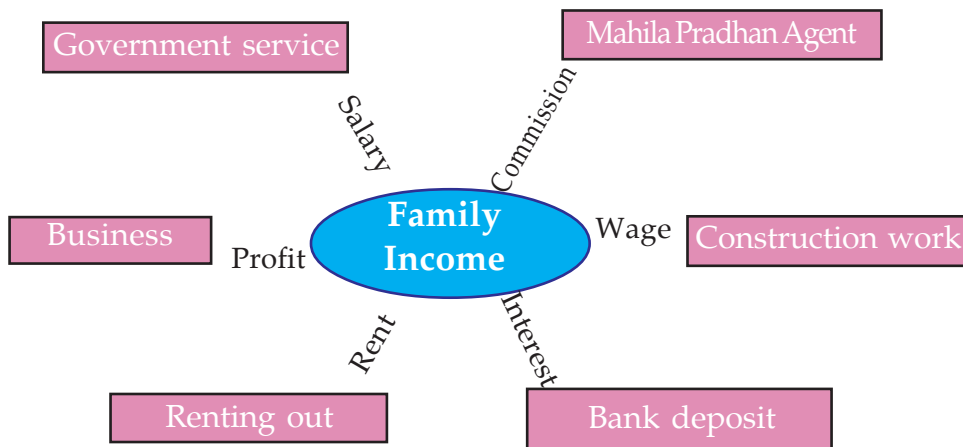 Government service
Mahila Pradhan Agent
Salary
Commission
Family
Income
Business
Profit
Wage
Construction work
Rent
Interest
Renting out
Bank deposit